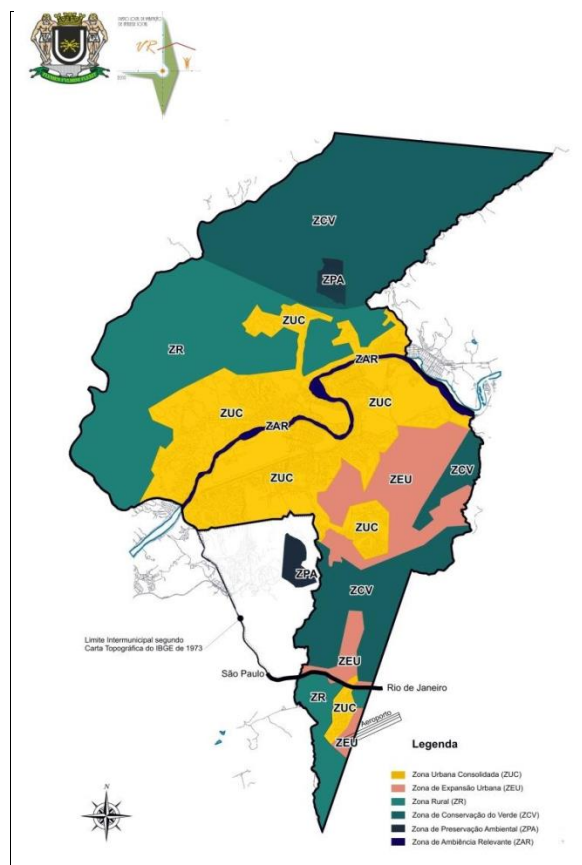 VR
ZCV
ZPA
ZUC
ZR
ZAR
ZUC
ZUC
ZAR
ZCV
ZUC
ZEU
ZUC
ZPA
ZCV
Limite Intermunicipal segundo
Carta Topográfica do IBGE de 1973
ZEU
São Paulo
Rio de Janeiro
ZR
ZUC
Aeroporto
ZEU
Legenda
Zona Urbana Consolidada (ZUC)
Zona de Expansão Urbana (ZEU)
Zona Rural (ZR)
Zona de Conservação do Verde (ZCV)
Zona de Preservação Ambiental (ZPA)
Zona de Ambiência Relevante (ZAR)
N